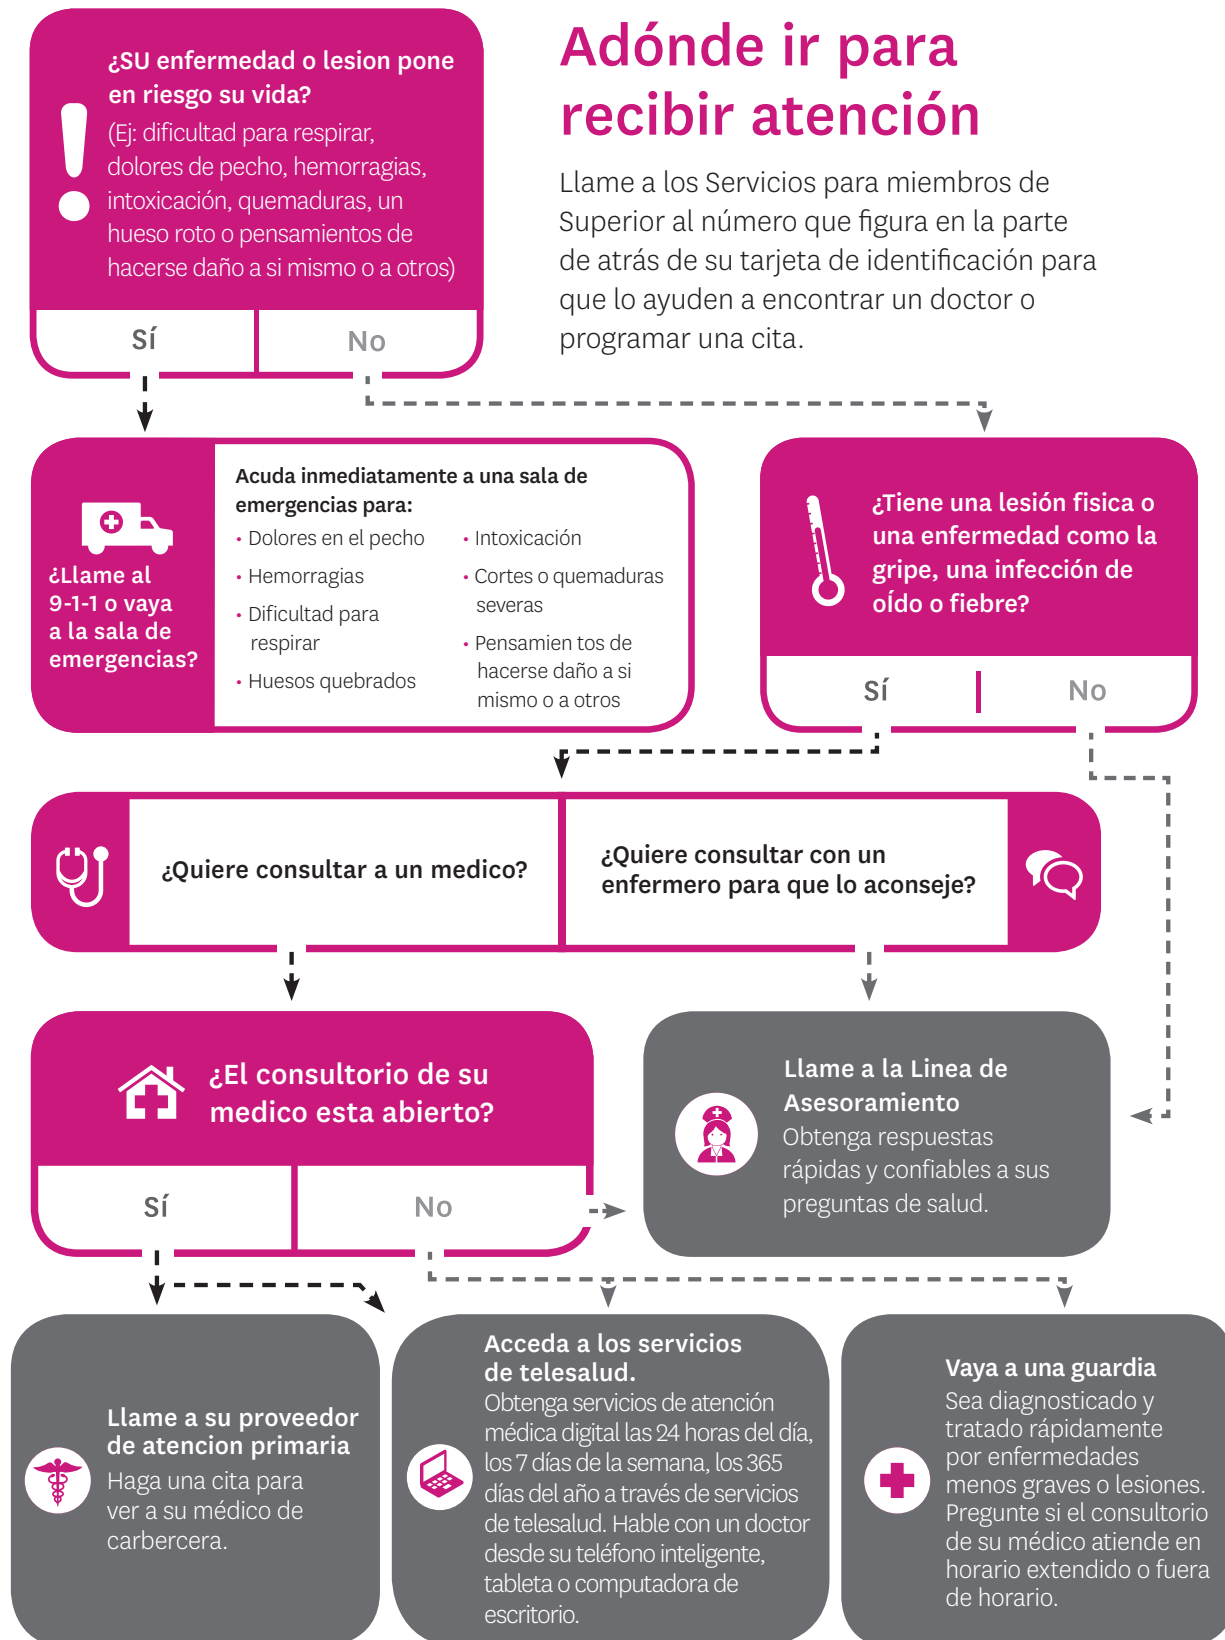 Adónde ir para
recibir atención
Llame a los Servicios para miembros de
Superior al número que figura en la parte
de atrás de su tarjeta de identificación para
que lo ayuden a encontrar un doctor o
programar una cita.
¿SU enfermedad o lesion pone
en riesgo su vida?
(Ej: dificultad para respirar,
dolores de pecho, hemorragias,
intoxicación, quemaduras, un
hueso roto o pensamientos de
hacerse daño a si mismo o a otros)
Sí
No
¿Llame al
9-1-1 o vaya
a la sala de
emergencias?
Acuda inmediatamente a una sala de
emergencias para:
• Dolores en el pecho
• Hemorragias
• Dificultad para
respirar
• Huesos quebrados
• Intoxicación
• Cortes o quemaduras
severas
• Pensamien tos de
hacerse daño a si
mismo o a otros
¿Tiene una lesión fisica o
una enfermedad como la
gripe, una infección de
oÍdo o fiebre?
Sí
No
¿Quiere consultar a un medico?
¿Quiere consultar con un
enfermero para que lo aconseje?
¿El consultorio de su
medico esta abierto?
Sí
No
Llame a la Linea de
Asesoramiento
Obtenga respuestas
rápidas y confiables a sus
preguntas de salud.
Llame a su proveedor
de atencion primaria
Haga una cita para
ver a su médico de
carbercera.
Acceda a los servicios
de telesalud.
Obtenga servicios de atención
médica digital las 24 horas del día,
los 7 días de la semana, los 365
días del año a través de servicios
de telesalud. Hable con un doctor
desde su teléfono inteligente,
tableta o computadora de
escritorio.
Vaya a una guardia
Sea diagnosticado y
tratado rápidamente
por enfermedades
menos graves o lesiones.
Pregunte si el consultorio
de su médico atiende en
horario extendido o fuera
de horario.